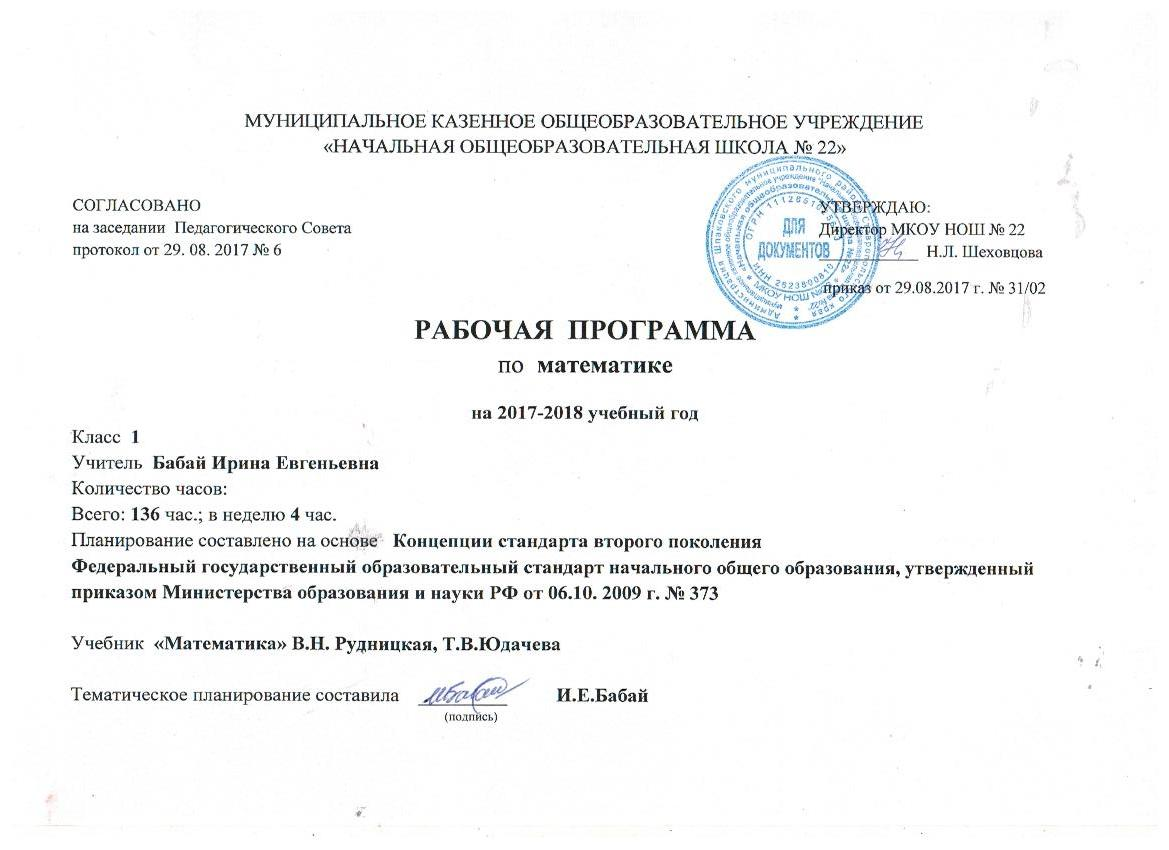 МУНИЦИПАЛЬНОЕ КАЗЕННОЕ ОБЩЕОБРАЗОВАТЕЛЬНОЕ УЧРЕЖДЕНИЕ
«НАЧАЛЬНАЯ ОБЩЕОБРАЗОВАТЕЛЬНАЯ ШКОЛА № 22»
СОГЛАСОВАНО
на заседании Педагогического Совета
протокол от 29. 08. 2017 № 6
УТВЕРЖДАЮ:
Директор МКОУ НОШ № 22
Н.Л. Шеховцова
приказ от 29.08.2017 г. № 31/02
ДЛЯ
ДОКУМЕНТОВ
РАБОЧАЯ ПРОГРАММА
по математике
на 2017-2018 учебный год
Класс 1
Учитель Бабай Ирина Евгеньевна
Количество часов:
Всего: 136 час.; в неделю 4 час.
Планирование составлено на основе Концепции стандарта второго поколения
Федеральный государственный образовательный стандарт начального общего образования, утвержденный
приказом Министерства образования и науки РФ от 06.10. 2009 г. № 373
Учебник «Математика» В.Н. Рудницкая, Т.В.Юдачева
Тематическое планирование составила И.Е.Бабай
(подпись)